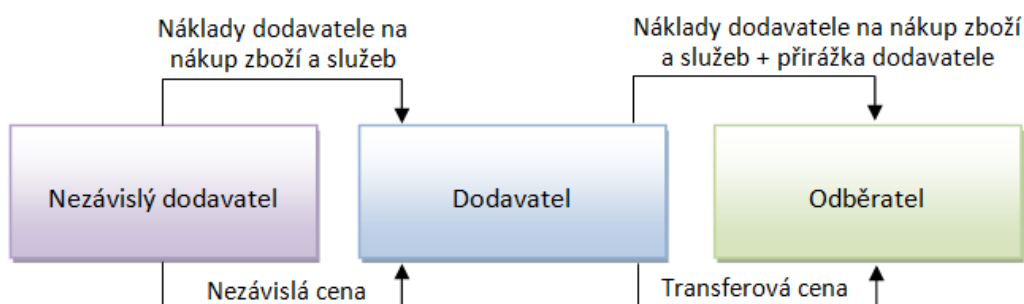 Náklady dodavatele na
nákup zboží a služeb
Náklady dodavatele na nákup zboží
a služeb + přirážka dodavatele
Nezávislý dodavatel
Dodavatel
Odběratel
Nezávislá cena
Transferová cena